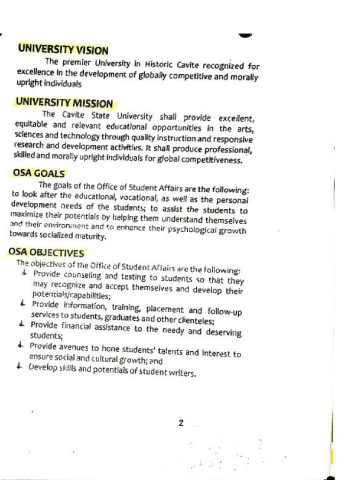 UNIVERSITY VISION
The premier University in Historic Cavite recognized for
excellence in the development of globally competitive and morally
upright individuals
UNIVERSITY MISSION
The Cavite State University shall provide excellent,
equitable and relevant educational opportunities in the arts,
sciences and technology through quality instruction and responsive
research and development activities. It shall produce professional,
skilled and morally upright individuals for global competitiveness.
OSA GOALS
The goals of the Office of Student Affairs are the following:
to look after the educational, vocational, as well as the personal
development needs of the students; to assist the students to
maximize their potentials by helping them understand themselves
and their environment and to enhance their psychological growth
towards socialized maturity.
OSA OBJECTIVES
The objectives of the Office of Student Affairs are the following:
Provide counseling and testing to students so that they
may recognize and accept themselves and develop their
potentials/capabilities;
Provide information, training, placement and follow-up
services to students, graduates and other clienteles;
Provide financial assistance to the needy and deserving
students;
Provide avenues to hone students' talents and interest to
ensure social and cultural growth; and
Develop skills and potentials of student writers.
2